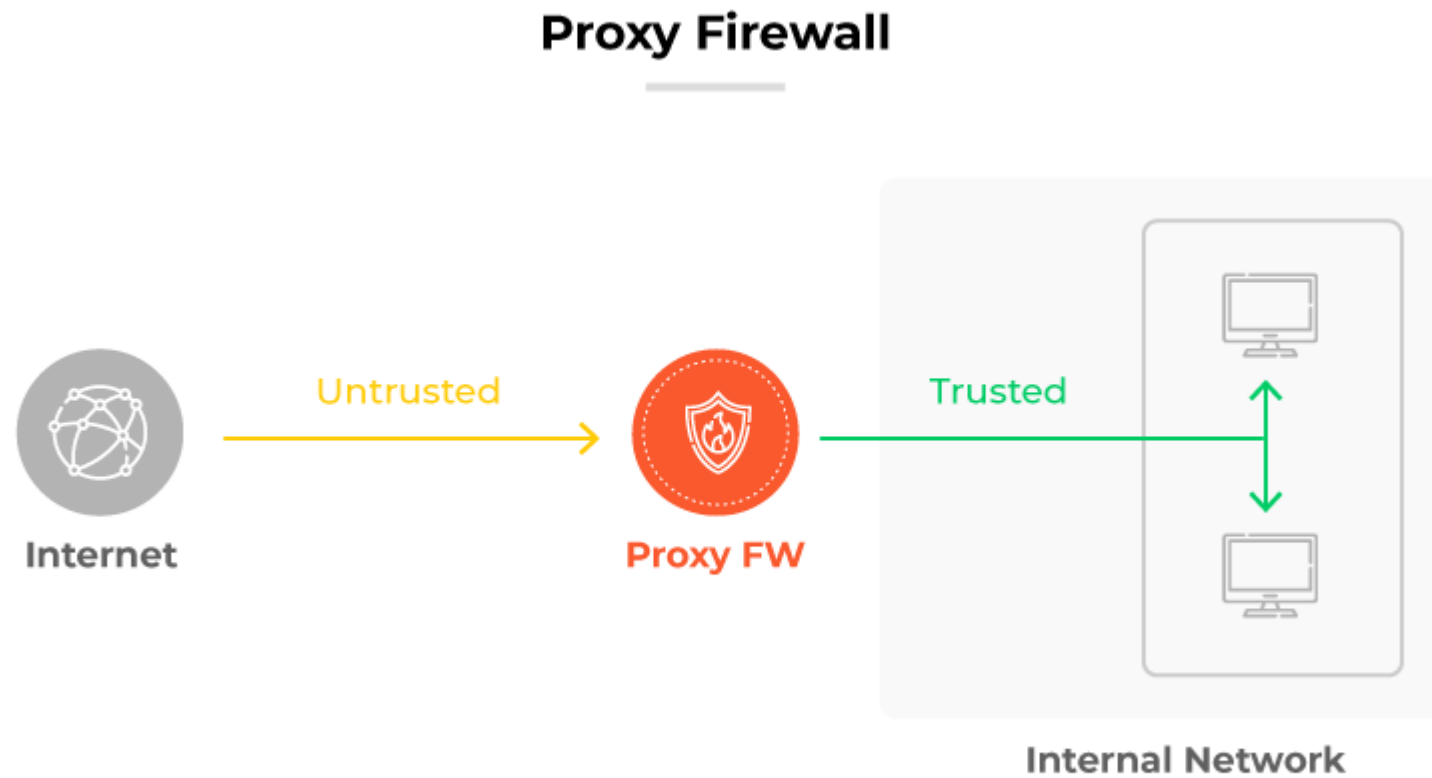 Proxy Firewall
Untrusted
Trusted
Internet
Proxy FW
Internal Network